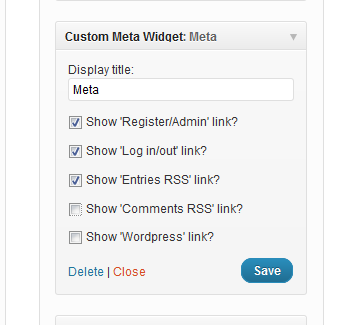 Custom Meta Widget: Meta
Display title:
Meta
Show 'Register/Admin' link?
Show 'Log in/out' link?
Show 'Entries RSS' link?
Show 'Comments RSS' link?
Show 'Wordpress' link?
Delete | Close
Save